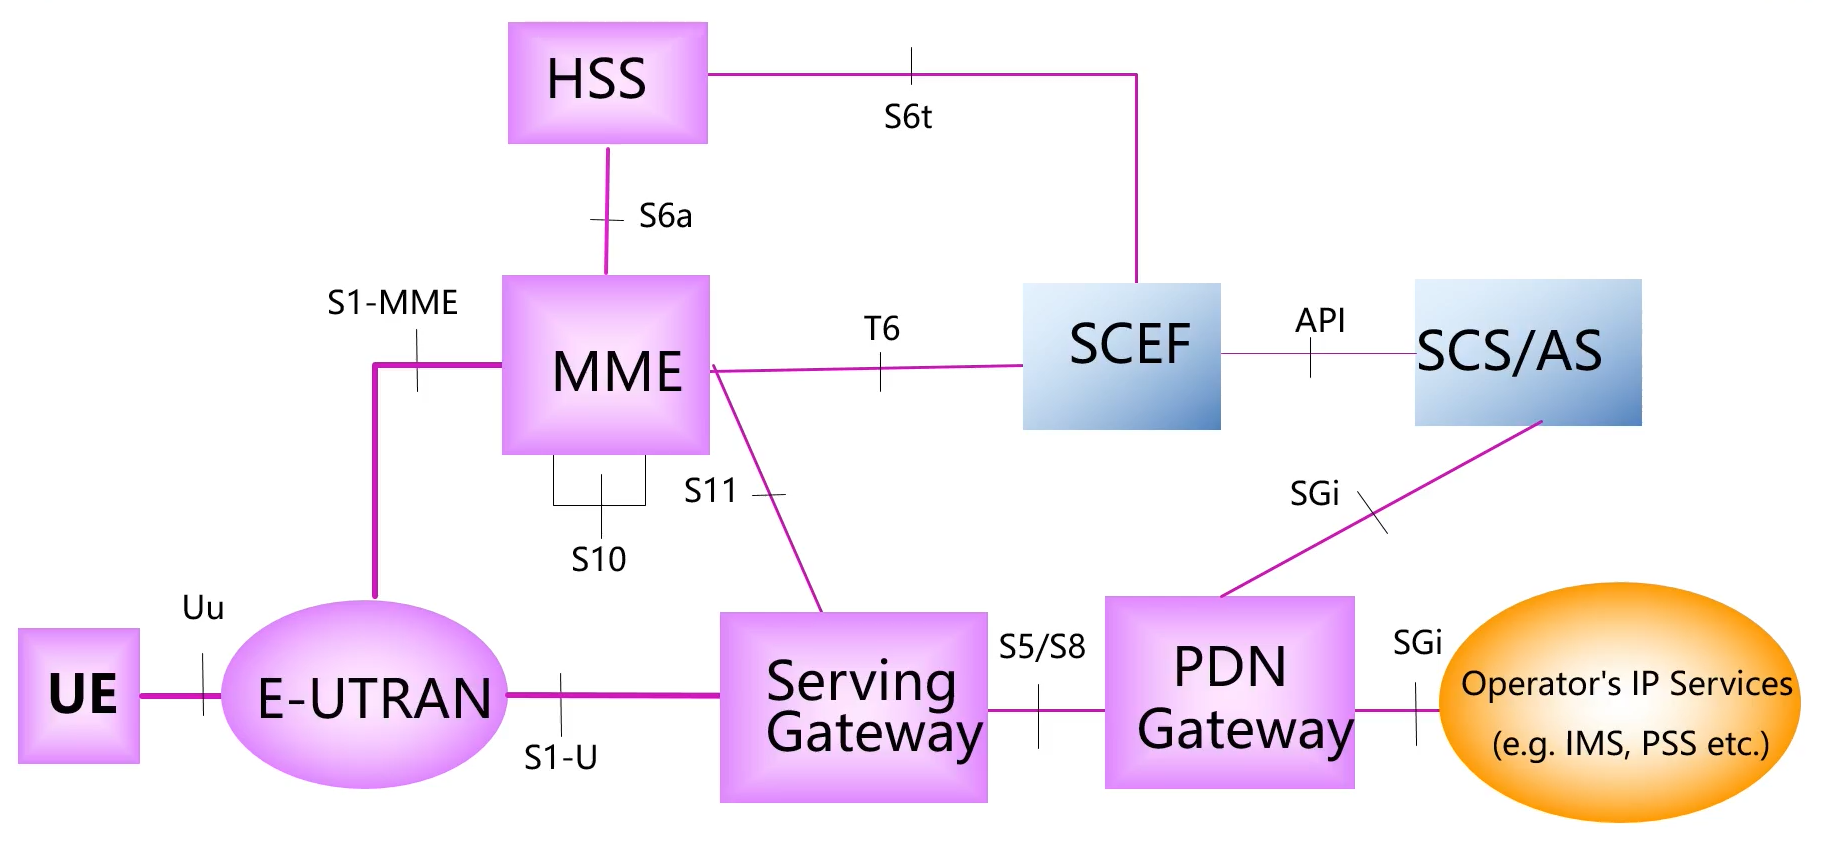 HSS
S6t
S6a
S1-MME
MME
T6
SCEF
API
SCS/AS
S11
SGi
S10
Uu
UE
E-UTRAN
S1-U
Serving
Gateway
S5/S8
PDN
Gateway
SGi
Operator's IP Services
(e.g. IMS, PSS etc.)